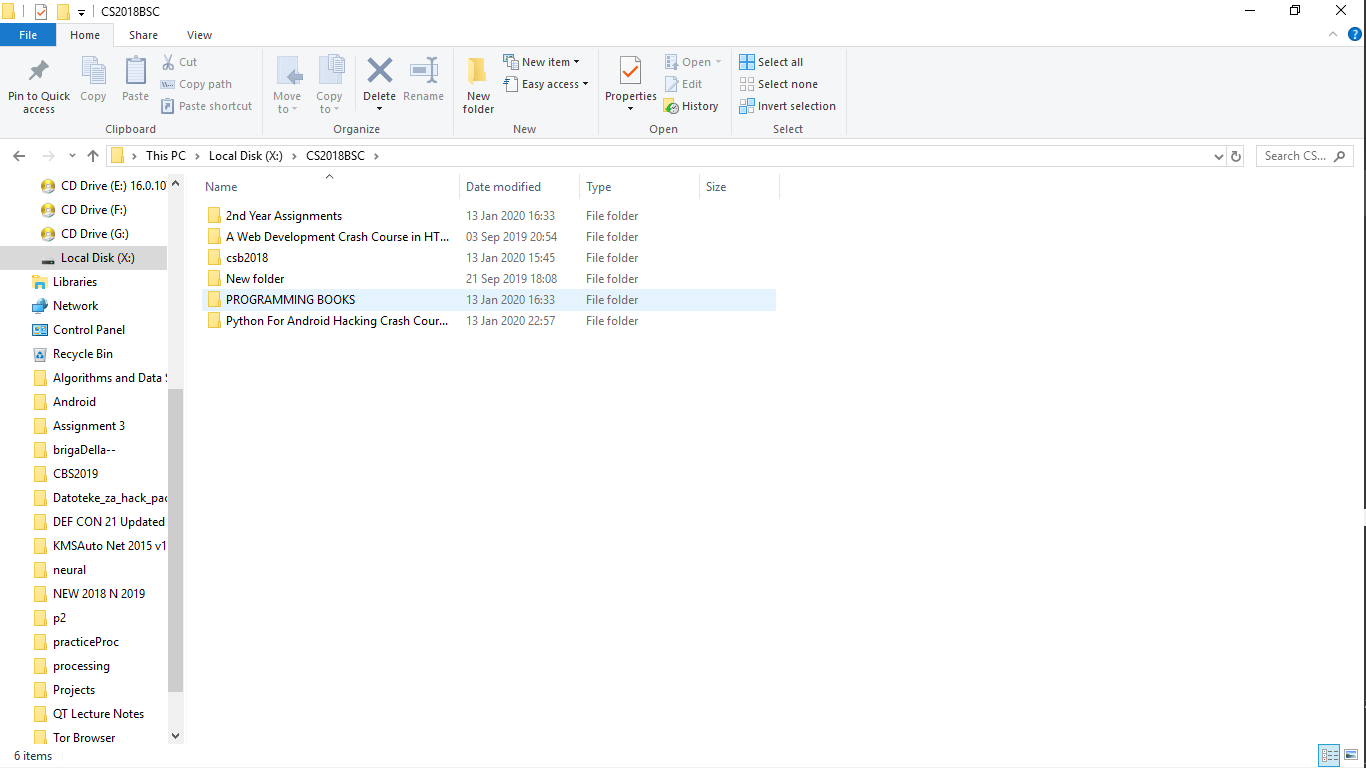 CS2018BSC
File Home Share View
Pin to Quick access
Copy
Paste
Cut
Copy path
Paste shortcut
Clipboard
Move to
Copy to
Delete
Rename
Organize
New folder
New item
Easy access
New
Properties
Open
Edit
History
Open
Select all
Select none
Invert selection
Select
This PC > Local Disk (X:) > CS2018BSC >
Search CS...
CD Drive (E:) 16.0.10
CD Drive (F:)
CD Drive (G:)
Local Disk (X:)
Libraries
Network
Control Panel
Recycle Bin
Algorithms and Data S
Android
Assignment 3
brigaDella--
CBS2019
Datoteke_za_hack_pac
DEF CON 21 Updated
KMSAuto Net 2015 v1
neural
NEW 2018 N 2019
p2
practiceProc
processing
Projects
QT Lecture Notes
Tor Browser
Name Date modified Type Size
2nd Year Assignments 13 Jan 2020 16:33 File folder
A Web Development Crash Course in HT... 03 Sep 2019 20:54 File folder
csb2018 13 Jan 2020 15:45 File folder
New folder 21 Sep 2019 18:08 File folder
PROGRAMMING BOOKS 13 Jan 2020 16:33 File folder
Python For Android Hacking Crash Cour... 13 Jan 2020 22:57 File folder
6 items